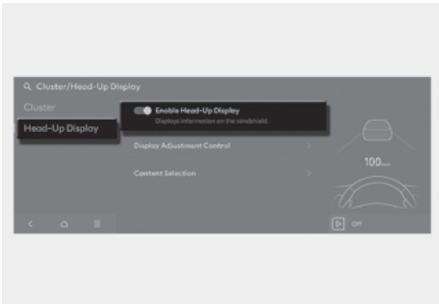 Cluster/Head-Up Display
Cluster
Enable Head-Up Display
Displays information on the windshield.
Head-Up Display
Display Adjustment Control
100
Content Selection
Off